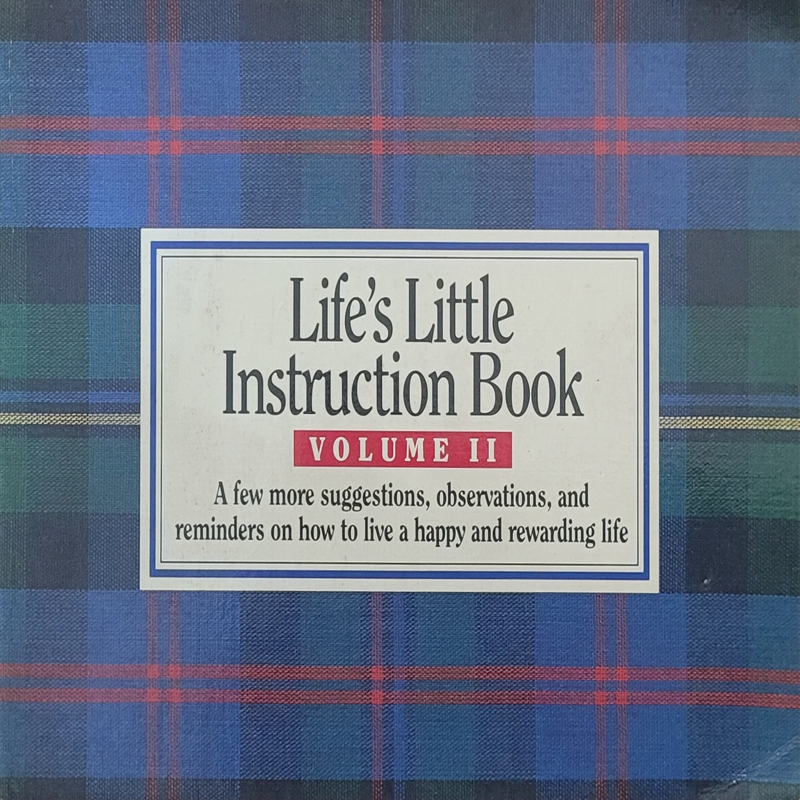 Life's Little
Instruction Book
VOLUME II
A few more suggestions, observations, and
reminders on how to live a happy and rewarding life